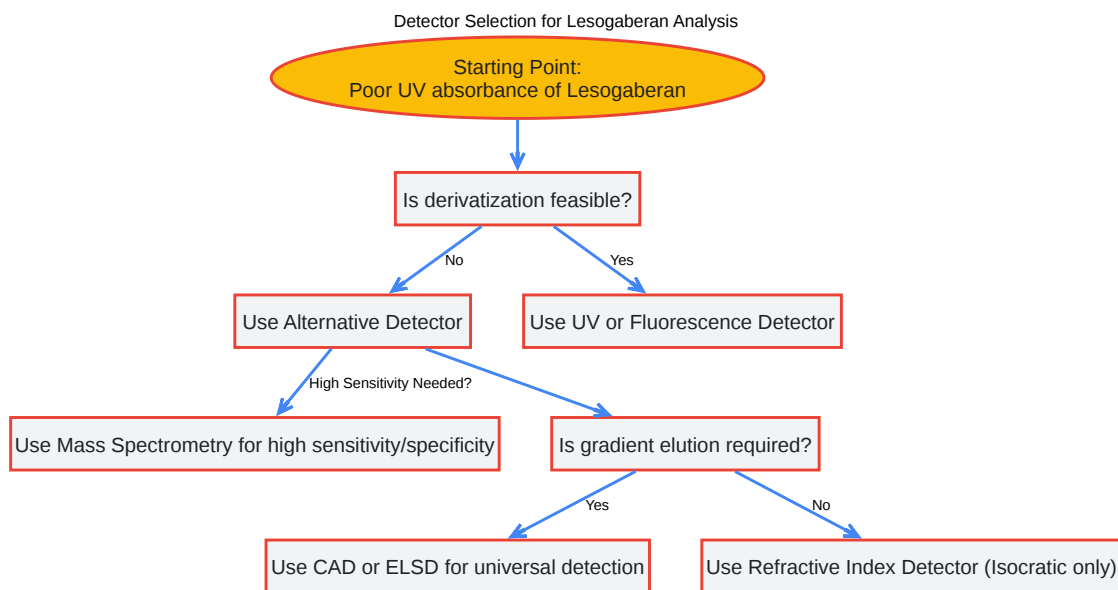 Detector Selection for Lesogaberan Analysis
Starting Point:
Poor UV absorbance of Lesogaberan
Is derivatization feasible?
No
Yes
Use Alternative Detector
Use UV or Fluorescence Detector
High Sensitivity Needed?
Use Mass Spectrometry for high sensitivity/specificity
Is gradient elution required?
Yes
No
Use CAD or ELSD for universal detection
Use Refractive Index Detector (Isocratic only)